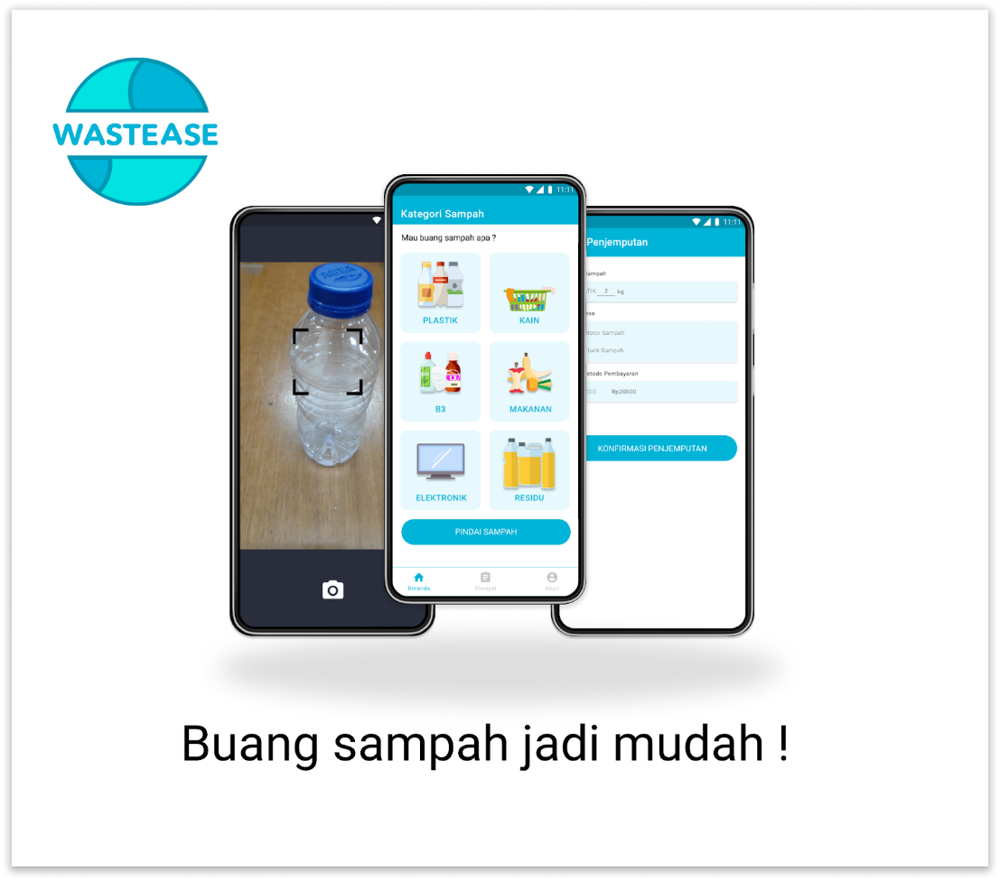 WASTEASE
AQUA
11:11
Kategori Sampah
Mau buang sampah apa ?
PLASTIK
KAIN
B3
MAKANAN
ELEKTRONIK
RESIDU
PINDAI SAMPAH
Beranda
Riwayat
Akun
11:11
Penjemputan
Sampah
TIK 2 kg
Motor Sampah
Truck Sampah
etode Pembayaran
Rp20000
KONFIRMASI PENJEMPUTAN
Buang sampah jadi mudah !